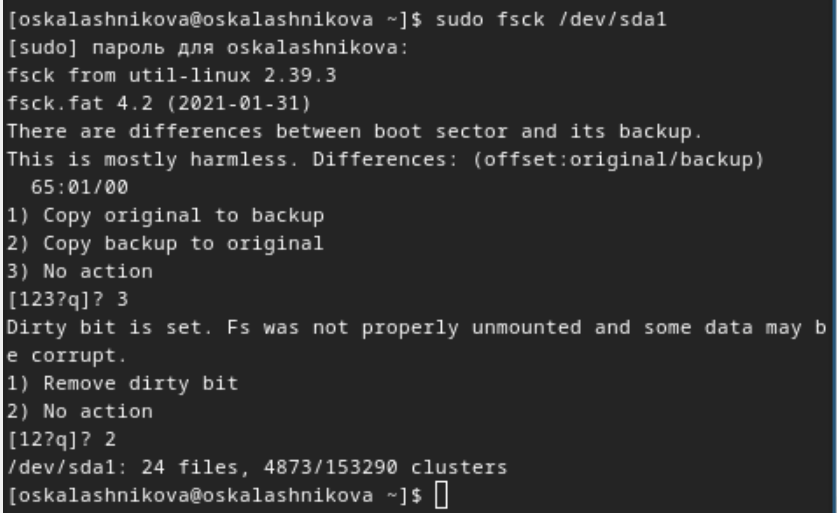 [oskalashnikova@oskalashnikova ~]$ sudo fsck /dev/sda1
[sudo] пароль для oskalashnikova:
fsck from util-linux 2.39.3
fsck.fat 4.2 (2021-01-31)
There are differences between boot sector and its backup.
This is mostly harmless. Differences: (offset:original/backup)
  65:01/00
1) Copy original to backup
2) Copy backup to original
3) No action
[123?q]? 3
Dirty bit is set. Fs was not properly unmounted and some data may b
e corrupt.
1) Remove dirty bit
2) No action
[12?q]? 2
/dev/sda1: 24 files, 4873/153290 clusters
[oskalashnikova@oskalashnikova ~]$